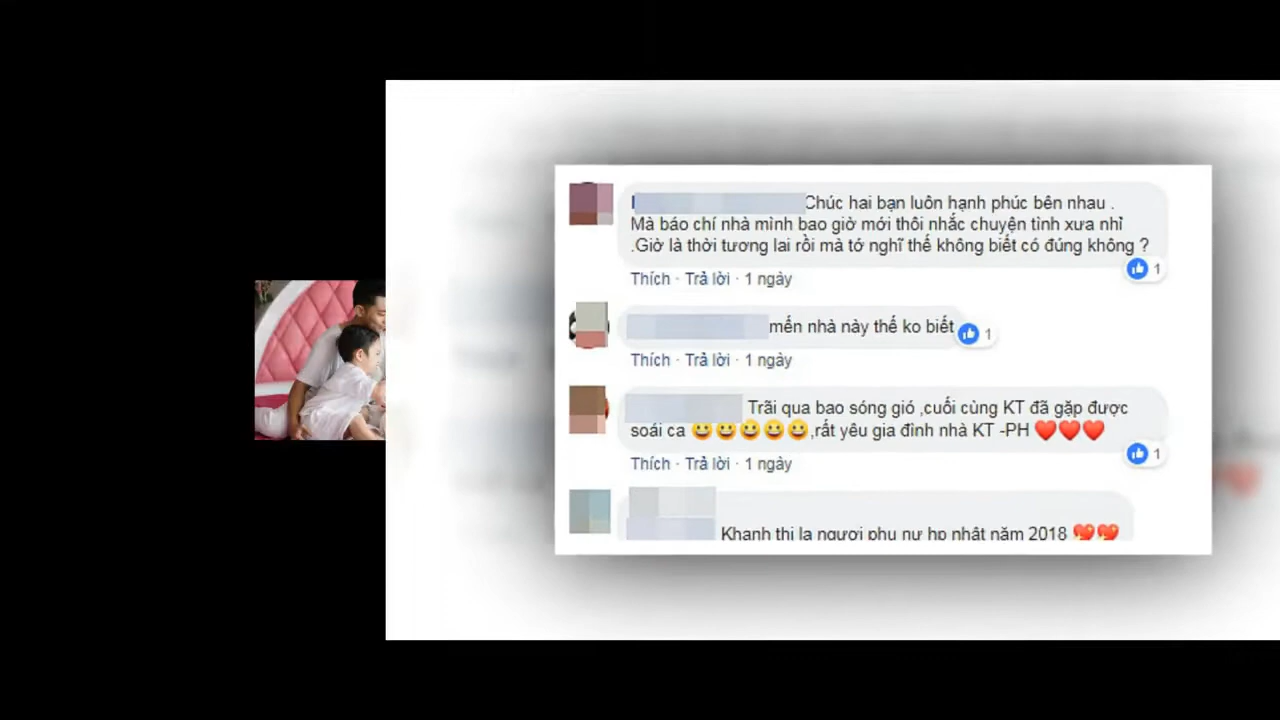 Chúc hai bạn luôn hạnh phúc bên nhau .
Mà báo chí nhà mình bao giờ mới thôi nhắc chuyện tình xưa nhỉ
.Giờ là thời tương lai rồi mà tớ nghĩ thế không biết có đúng không ?
1
Thích · Trả lời · 1 ngày
mến nhà này thế ko biết
1
Thích · Trả lời · 1 ngày
Trãi qua bao sóng gió ,cuối cùng KT đã gặp được
soái ca 😀😀😀😀😀,rất yêu gia đình nhà KT -PH ❤️❤️❤️
1
Thích · Trả lời · 1 ngày
Khanh thi la ngươi phu nư hp nhât năm 2018 💖💖